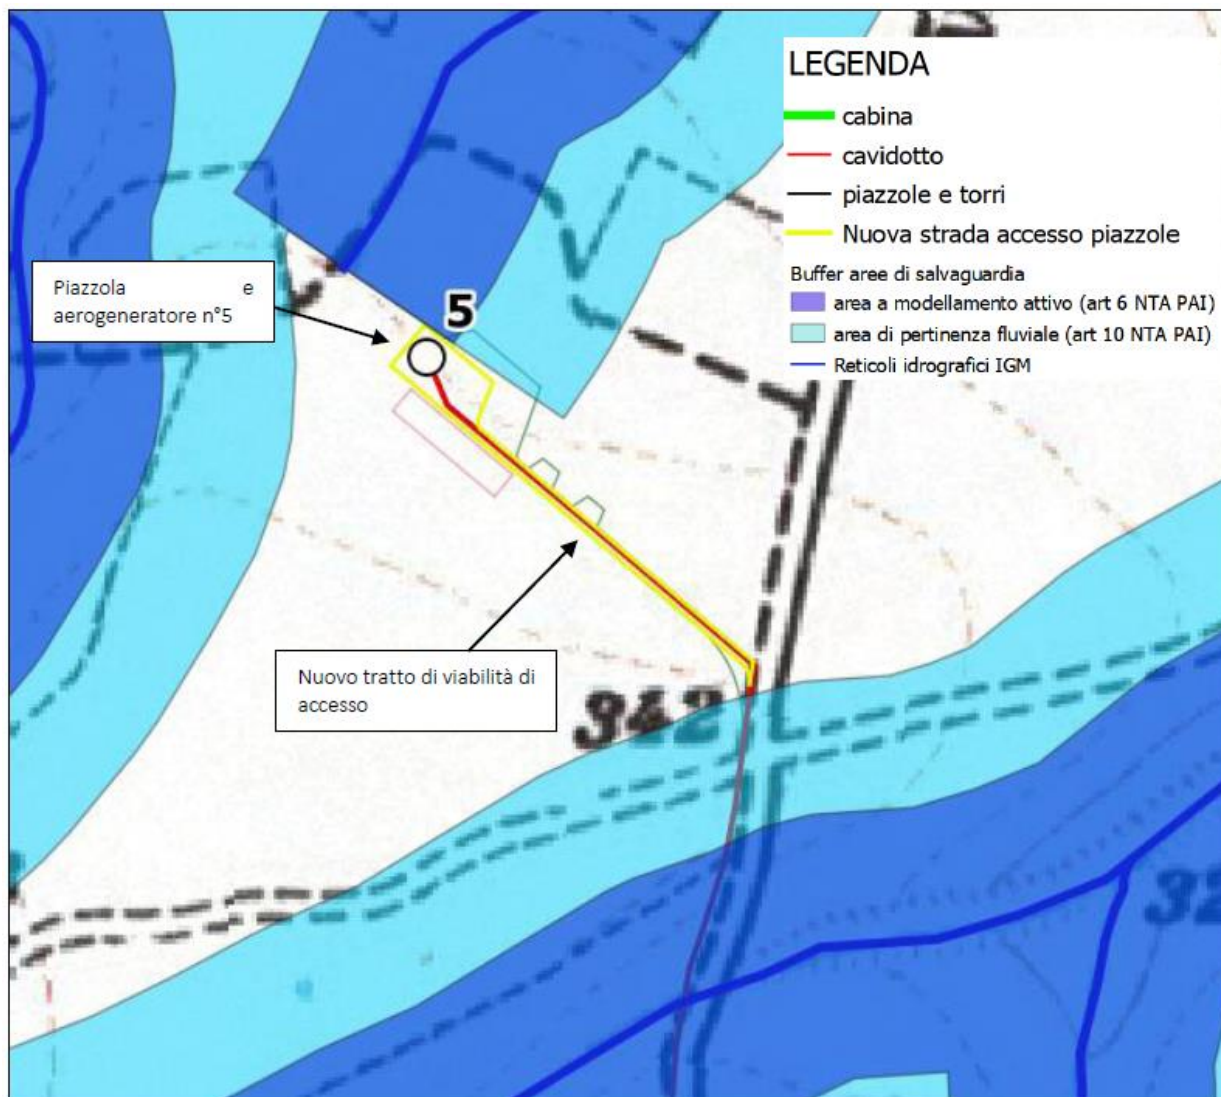 LEGENDA
cabina
cavidotto
piazzole e torri
Nuova strada accesso piazzole
Buffer aree di salvaguardia
area a modellamento attivo (art 6 NTA PAI)
area di pertinenza fluviale (art 10 NTA PAI)
Reticoli idrografici IGM
Piazzola e
aerogeneratore n°5
5
Nuovo tratto di viabilità di
accesso
342